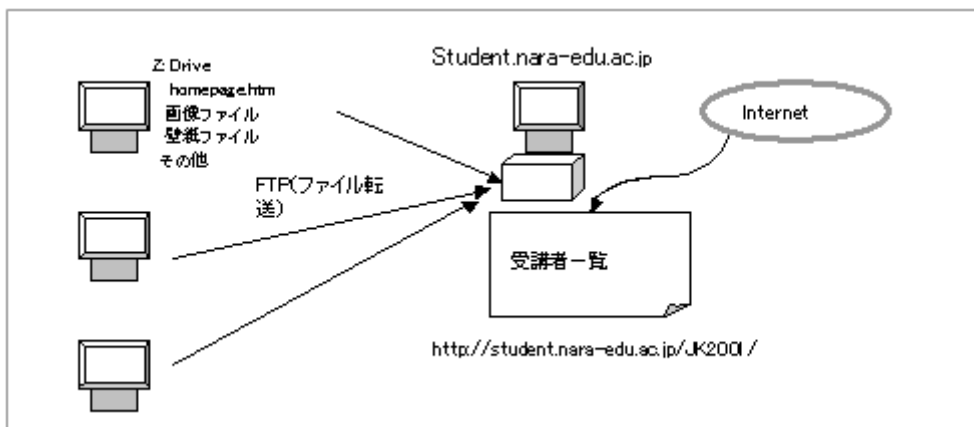 Z: Drive
homepage.htm
画像ファイル
壁紙ファイル
その他
FTP(ファイル転
送)
Student.nara-edu.ac.jp
Internet
受講者一覧
http://student.nara-edu.ac.jp/JK2001/